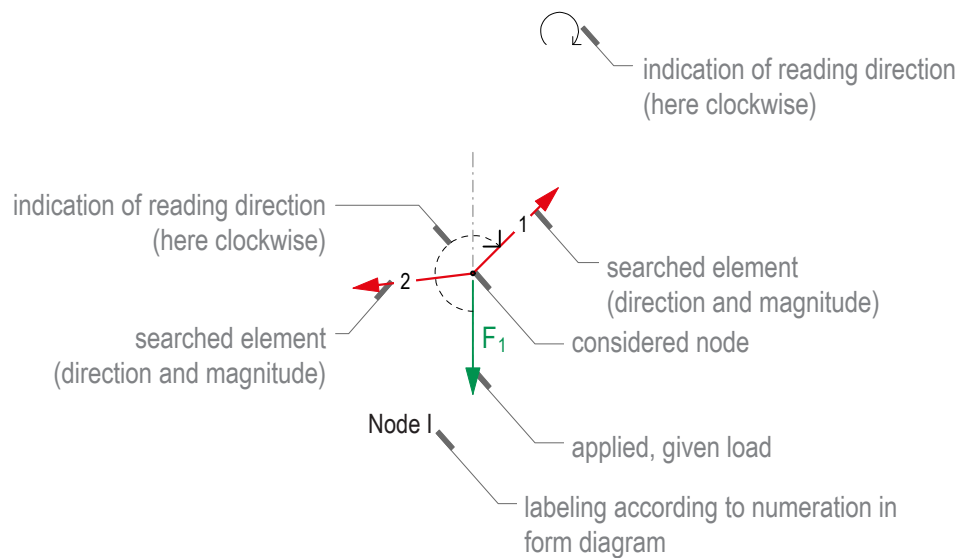 indication of reading direction
(here clockwise)
indication of reading direction
(here clockwise)
1
searched element
(direction and magnitude)
2
searched element
(direction and magnitude)
F₁
considered node
Node I
applied, given load
labeling according to numeration in
form diagram